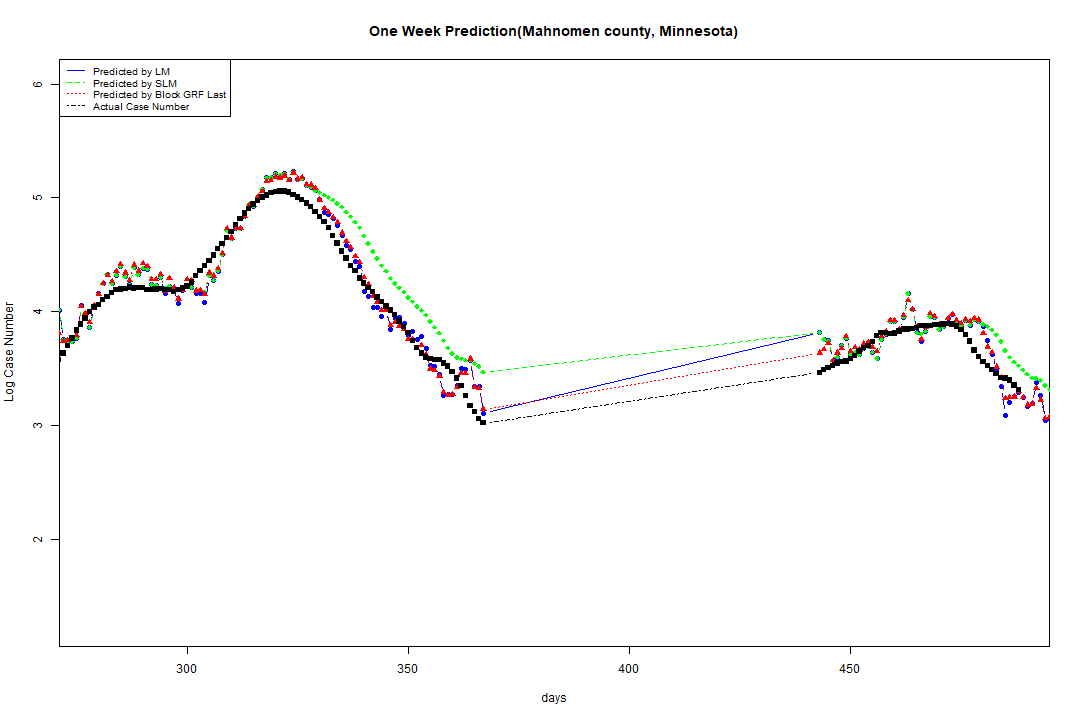 One Week Prediction(Mahnomen county, Minnesota)
Predicted by LM
Predicted by SLM
Predicted by Block GRF Last
Actual Case Number
6
5
4
3
2
Log Case Number
300
350
400
450
days